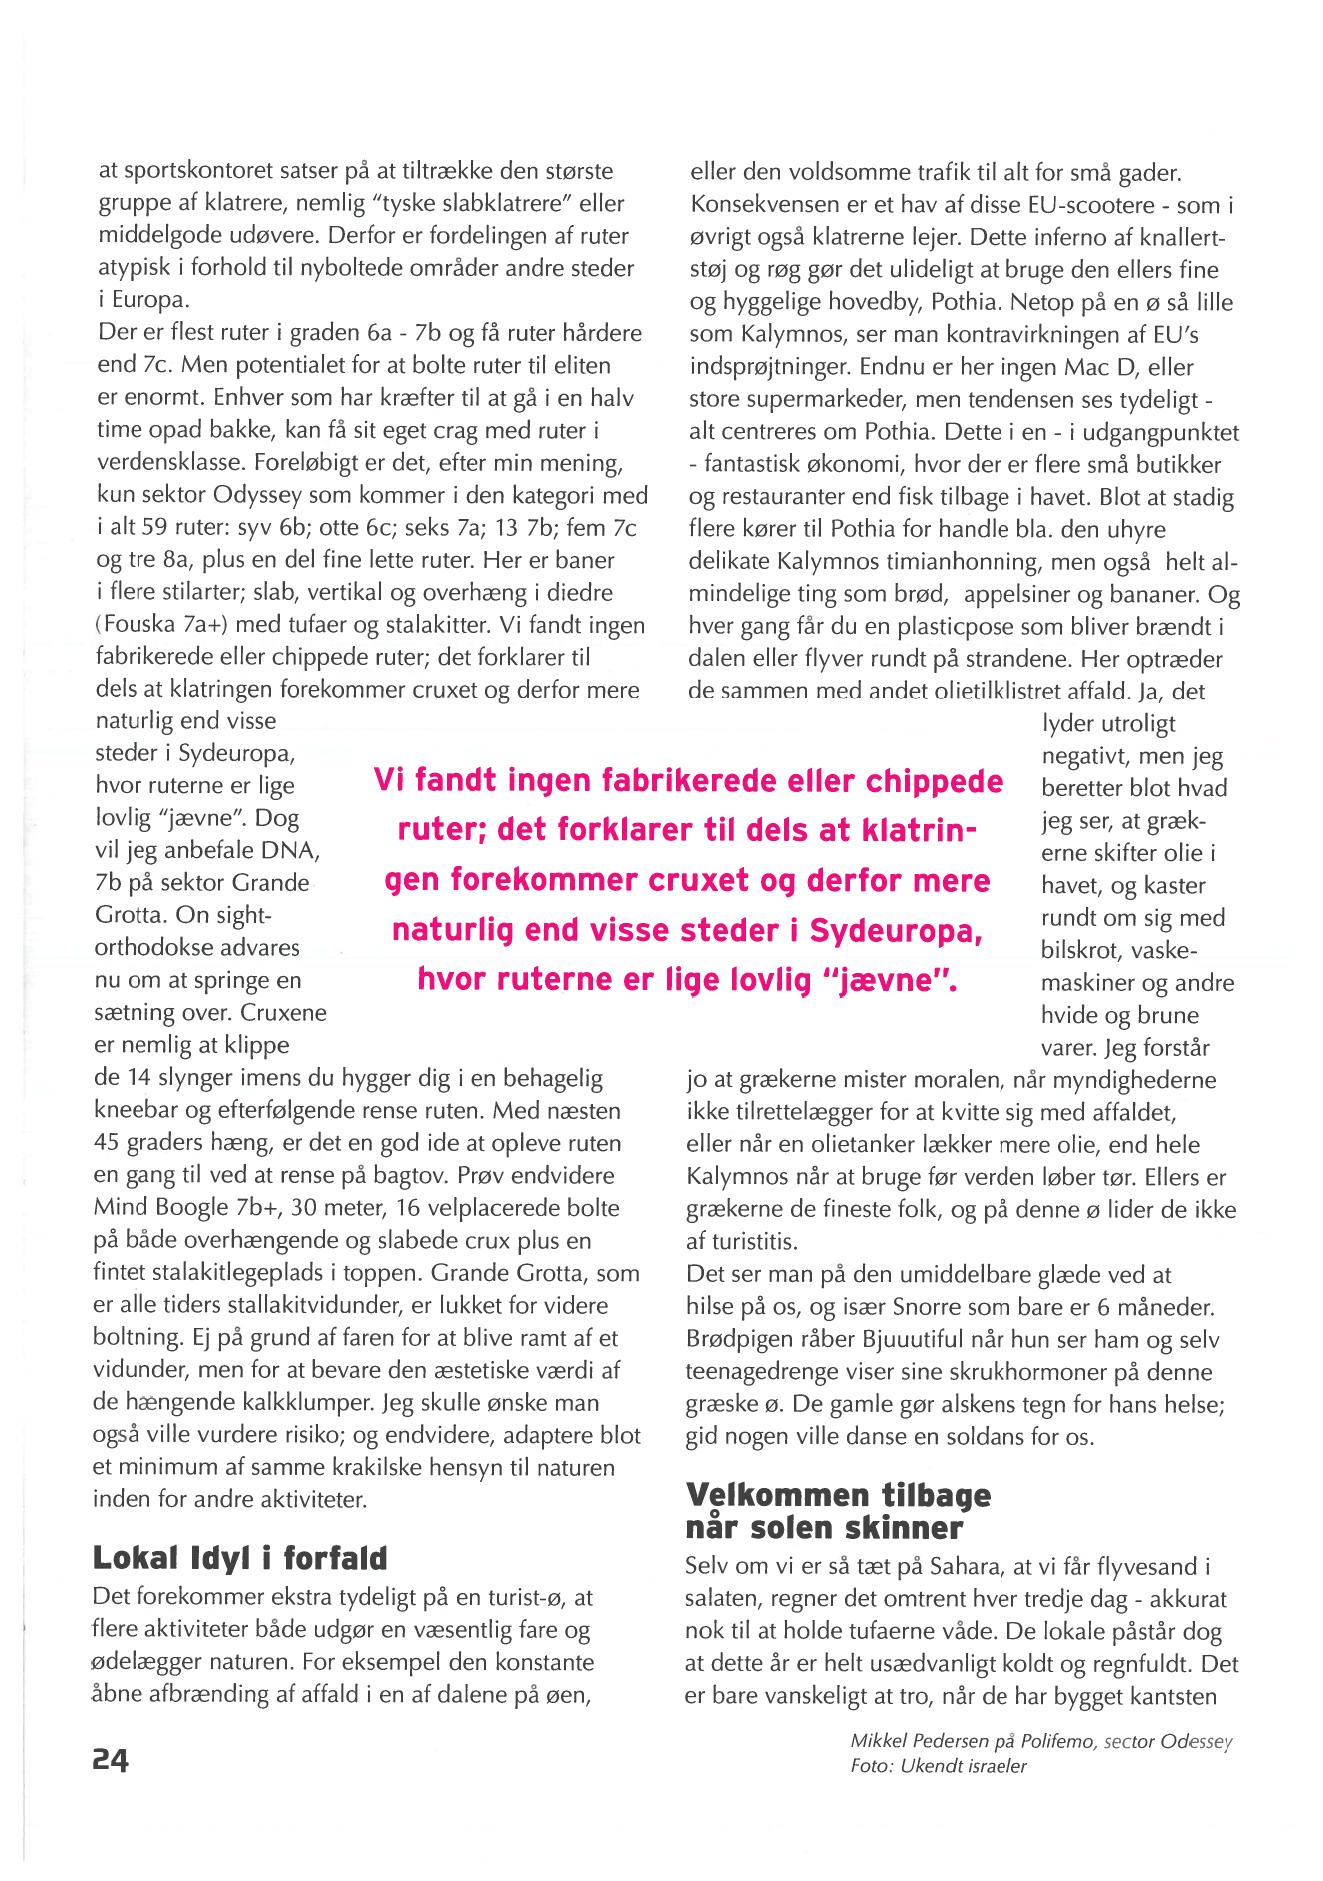 at sportskontoret satser på at tiltrække den største
gruppe af klatrere, nemlig "tyske slabklatrere" eller
middelgode udøvere. Derfor er fordelingen af ruter
atypisk i forhold til nyboltede områder andre steder
i Europa.
Der er flest ruter i graden 6a - 7b og få ruter hårdere
end 7c. Men potentialet for at bolte ruter til eliten
er enormt. Enhver som har kræfter til at gå i en halv
time opad bakke, kan få sit eget crag med ruter i
verdensklasse. Foreløbigt er det, efter min mening,
kun sektor Odyssey som kommer i den kategori med
i alt 59 ruter: syv 6b; otte 6c; seks 7a; 13 7b; fem 7c
og tre 8a, plus en del fine lette ruter. Her er baner
i flere stilarter; slab, vertikal og overhæng i diedre
(Fouska 7a+) med tufaer og stalakitter. Vi fandt ingen
fabrikerede eller chippede ruter; det forklarer til
dels at klatringen forekommer cruxet og derfor mere
naturlig end visse
steder i Sydeuropa,
hvor ruterne er lige
lovlig "jævne". Dog
vil jeg anbefale DNA,
7b på sektor Grande
Grotta. On sight-
orthodokse advares
nu om at springe en
sætning over. Cruxene
er nemlig at klippe
de 14 slynger imens du hygger dig i en behagelig
kneebar og efterfølgende rense ruten. Med næsten
45 graders hæng, er det en god ide at opleve ruten
en gang til ved at rense på bagtov. Prøv endvidere
Mind Boogle 7b+, 30 meter, 16 velplacerede bolte
på både overhængende og slabede crux plus en
fintet stalakitlegeplads i toppen. Grande Grotta, som
er alle tiders stallakitvidunder, er lukket for videre
boltning. Ej på grund af faren for at blive ramt af et
vidunder, men for at bevare den æstetiske værdi af
de hængende kalkklumper. Jeg skulle ønske man
også ville vurdere risiko; og endvidere, adaptere blot
et minimum af samme krakilske hensyn til naturen
inden for andre aktiviteter.
Lokal Idyl i forfald
Det forekommer ekstra tydeligt på en turist-ø, at
flere aktiviteter både udgør en væsentlig fare og
ødelægger naturen. For eksempel den konstante
åbne afbrænding af affald i en af dalene på øen,
Vi fandt ingen fabrikerede eller chippede
ruter; det forklarer til dels at klatrin-
gen forekommer cruxet og derfor mere
naturlig end visse steder i Sydeuropa,
hvor ruterne er lige lovlig "jævne".
eller den voldsomme trafik til alt for små gader.
Konsekvensen er et hav af disse EU-scootere - som i
øvrigt også klatrerne lejer. Dette inferno af knallert-
støj og røg gør det ulideligt at bruge den ellers fine
og hyggelige hovedby, Pothia. Netop på en ø så lille
som Kalymnos, ser man kontravirkningen af EU's
indsprøjtninger. Endnu er her ingen Mac D, eller
store supermarkeder, men tendensen ses tydeligt -
alt centreres om Pothia. Dette i en - i udgangpunktet
- fantastisk økonomi, hvor der er flere små butikker
og restauranter end fisk tilbage i havet. Blot at stadig
flere kører til Pothia for handle bla. den uhyre
delikate Kalymnos timianhonning, men også helt al-
mindelige ting som brød, appelsiner og bananer. Og
hver gang får du en plasticpose som bliver brændt i
dalen eller flyver rundt på strandene. Her optræder
de sammen med andet olietilklistret affald. Ja, det
lyder utroligt
negativt, men jeg
beretter blot hvad
jeg ser, at græk-
erne skifter olie i
havet, og kaster
rundt om sig med
bilskrot, vaske-
maskiner og andre
hvide og brune
varer. Jeg forstår
jo at grækerne mister moralen, når myndighederne
ikke tilrettelægger for at kvitte sig med affaldet,
eller når en olietanker lækker mere olie, end hele
Kalymnos når at bruge før verden løber tør. Ellers er
grækerne de fineste folk, og på denne ø lider de ikke
af turistitis.
Det ser man på den umiddelbare glæde ved at
hilse på os, og især Snorre som bare er 6 måneder.
Brødpigen råber Bjuuutiful når hun ser ham og selv
teenagedrenge viser sine skrukhormoner på denne
græske ø. De gamle gør alskens tegn for hans helse;
gid nogen ville danse en soldans for os.
Velkommen tilbage
når solen skinner
Selv om vi er så tæt på Sahara, at vi får flyvesand i
salaten, regner det omtrent hver tredje dag - akkurat
nok til at holde tufaerne våde. De lokale påstår dog
at dette år er helt usædvanligt koldt og regnfuldt. Det
er bare vanskeligt at tro, når de har bygget kantsten
Mikkel Pedersen på Polifemo, sector Odessey
Foto: Ukendt israeler
24